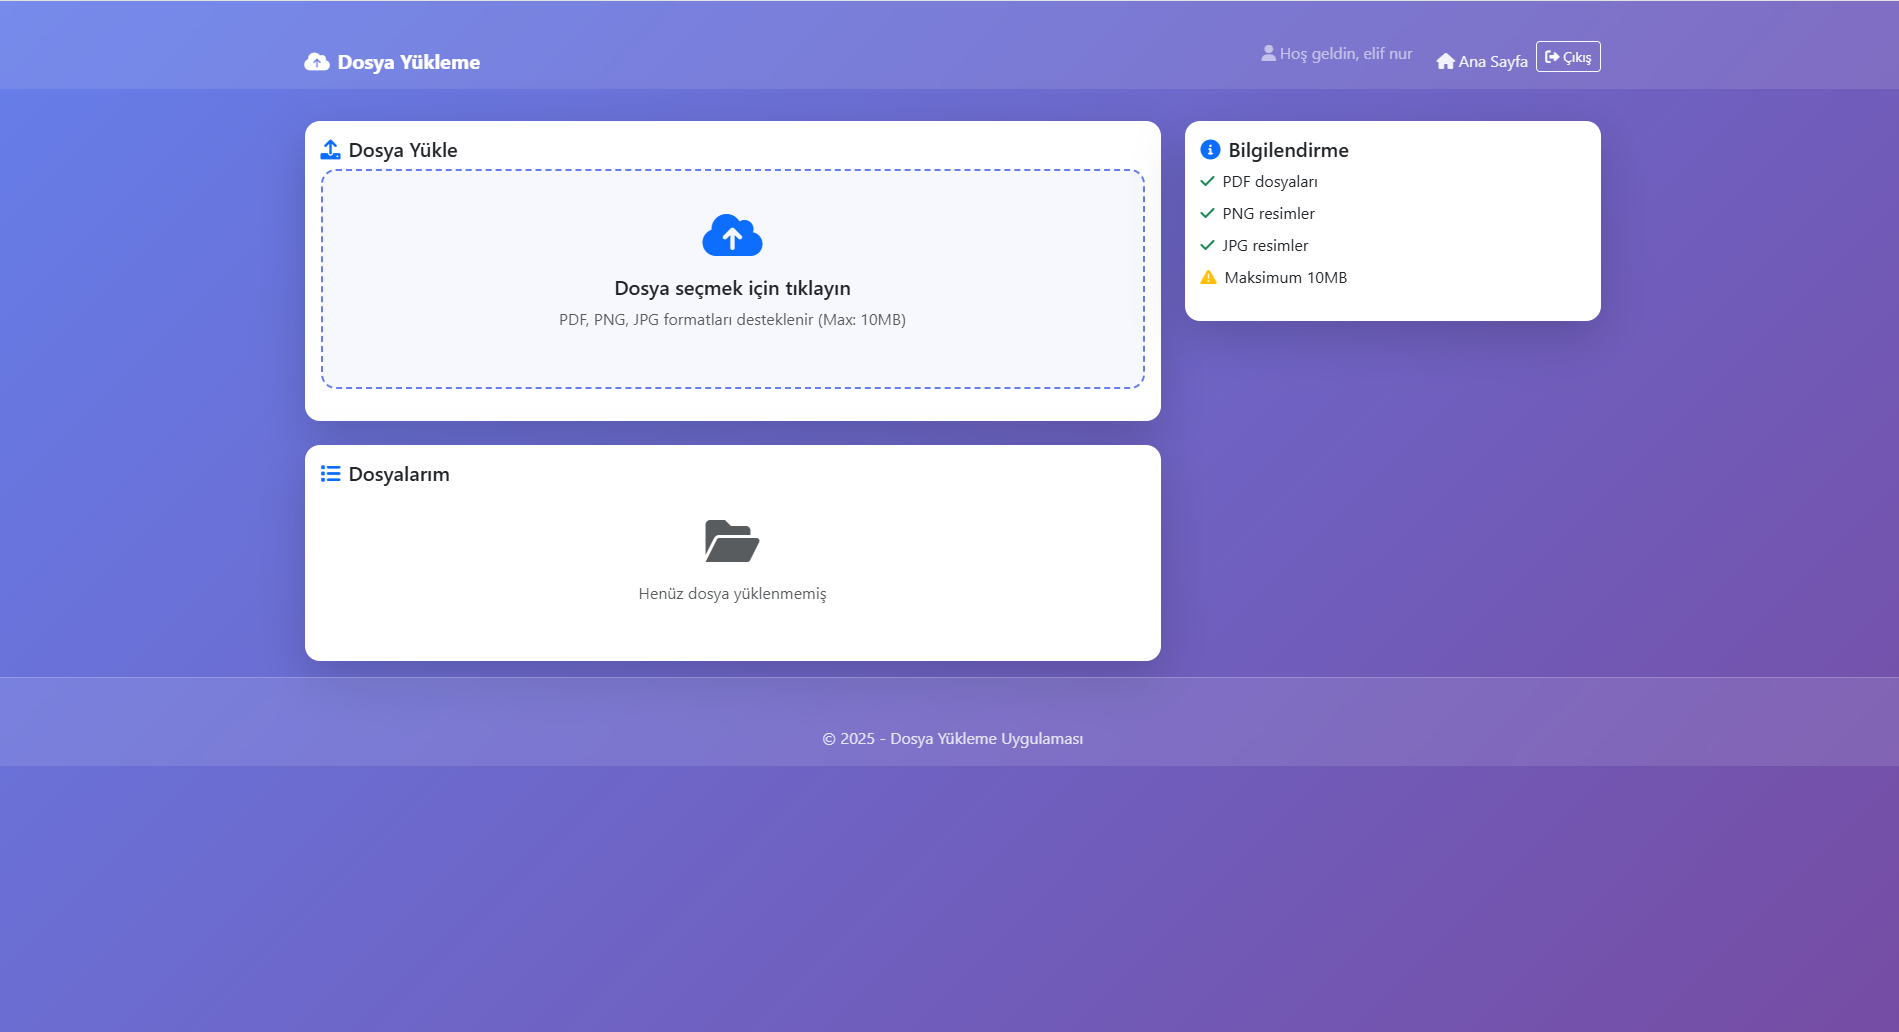 Dosya Yükleme
Hoş geldin, elif nur
Ana Sayfa
Çıkış
Dosya Yükle
Dosya seçmek için tıklayın
PDF, PNG, JPG formatları desteklenir (Max: 10MB)
Bilgilendirme
PDF dosyaları
PNG resimler
JPG resimler
Maksimum 10MB
Dosyalarım
Henüz dosya yüklenmemiş
© 2025 - Dosya Yükleme Uygulaması